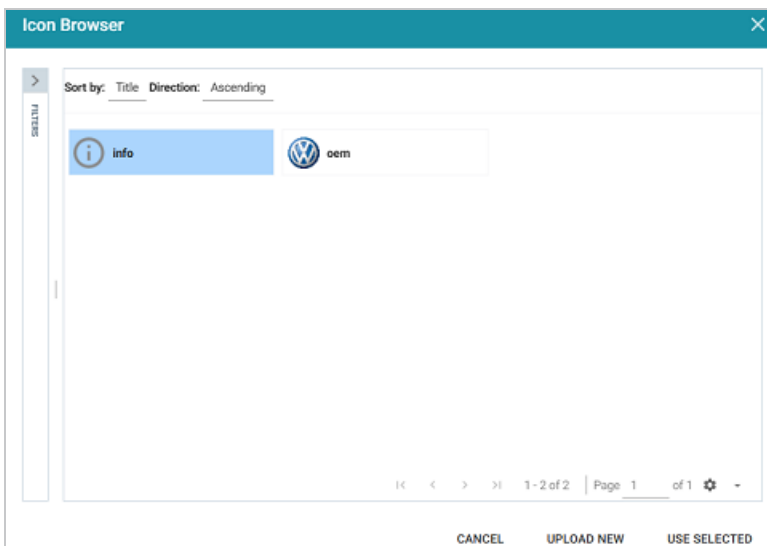 Icon Browser
FILTERS
Sort by: Title Direction: Ascending
info
oem
1 - 2 of 2 Page 1 of 1
CANCEL UPLOAD NEW USE SELECTED